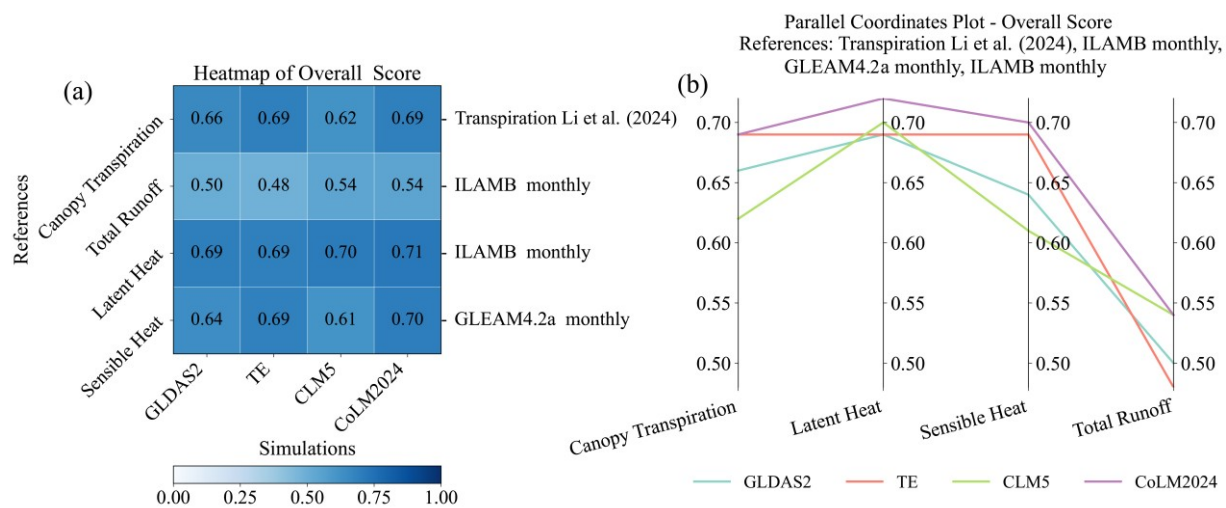 Heatmap of Overall Score
(a)
References
Canopy Transpiration
0.66 0.69 0.62 0.69
Transpiration Li et al. (2024)
Total Runoff
0.50 0.48 0.54 0.54
ILAMB monthly
Latent Heat
0.69 0.69 0.70 0.71
ILAMB monthly
Sensible Heat
0.64 0.69 0.61 0.70
GLEAM4.2a monthly
GLDAS2 TE CLM5 CoLM2024
Simulations
0.00 0.25 0.50 0.75 1.00
Parallel Coordinates Plot - Overall Score
References: Transpiration Li et al. (2024), ILAMB monthly,
GLEAM4.2a monthly, ILAMB monthly
(b)
0.70 0.70 0.70 0.70
0.65 0.65 0.65 0.65
0.60 0.60 0.60 0.60
0.55 0.55 0.55 0.55
0.50 0.50 0.50 0.50
Canopy Transpiration Latent Heat Sensible Heat Total Runoff
GLDAS2 TE CLM5 CoLM2024